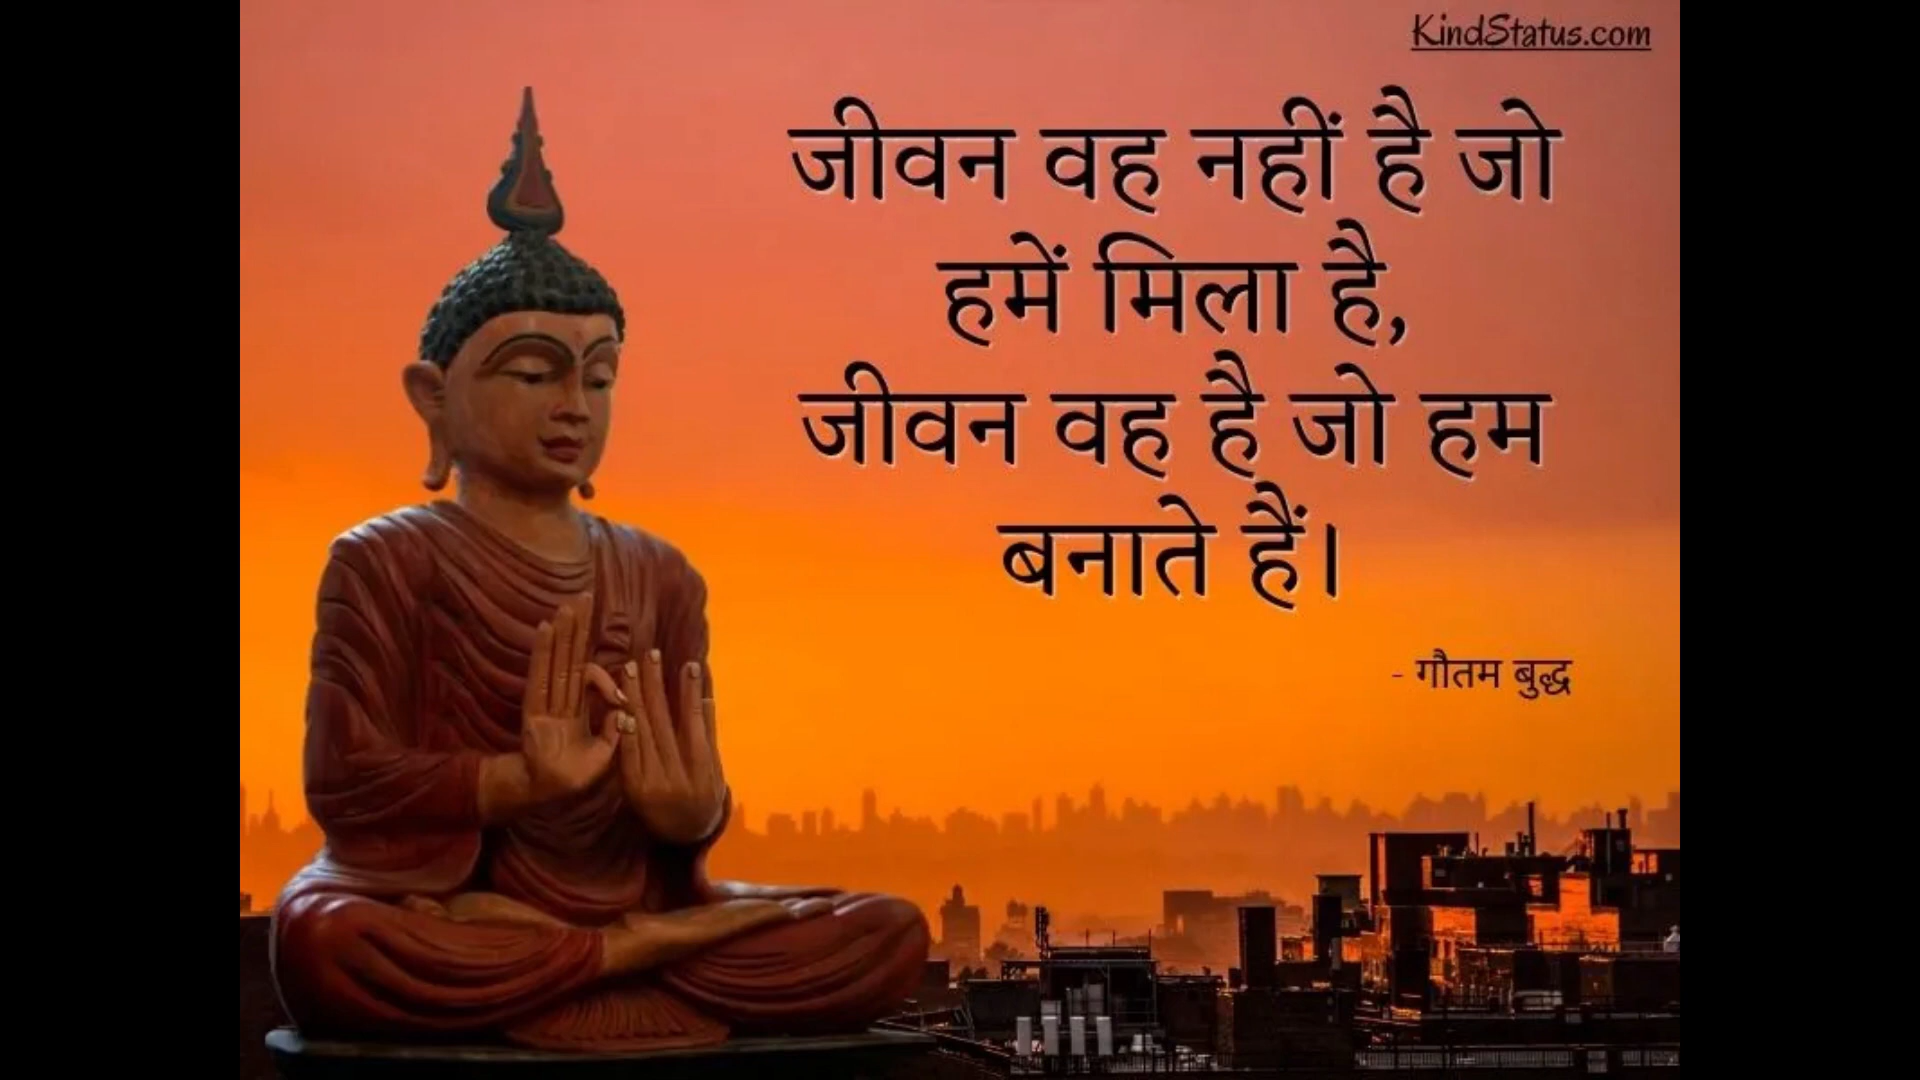 KindStatus.com
जीवन वह नहीं है जो
हमें मिला है,
जीवन वह है जो हम
बनाते हैं।
- गौतम बुद्ध